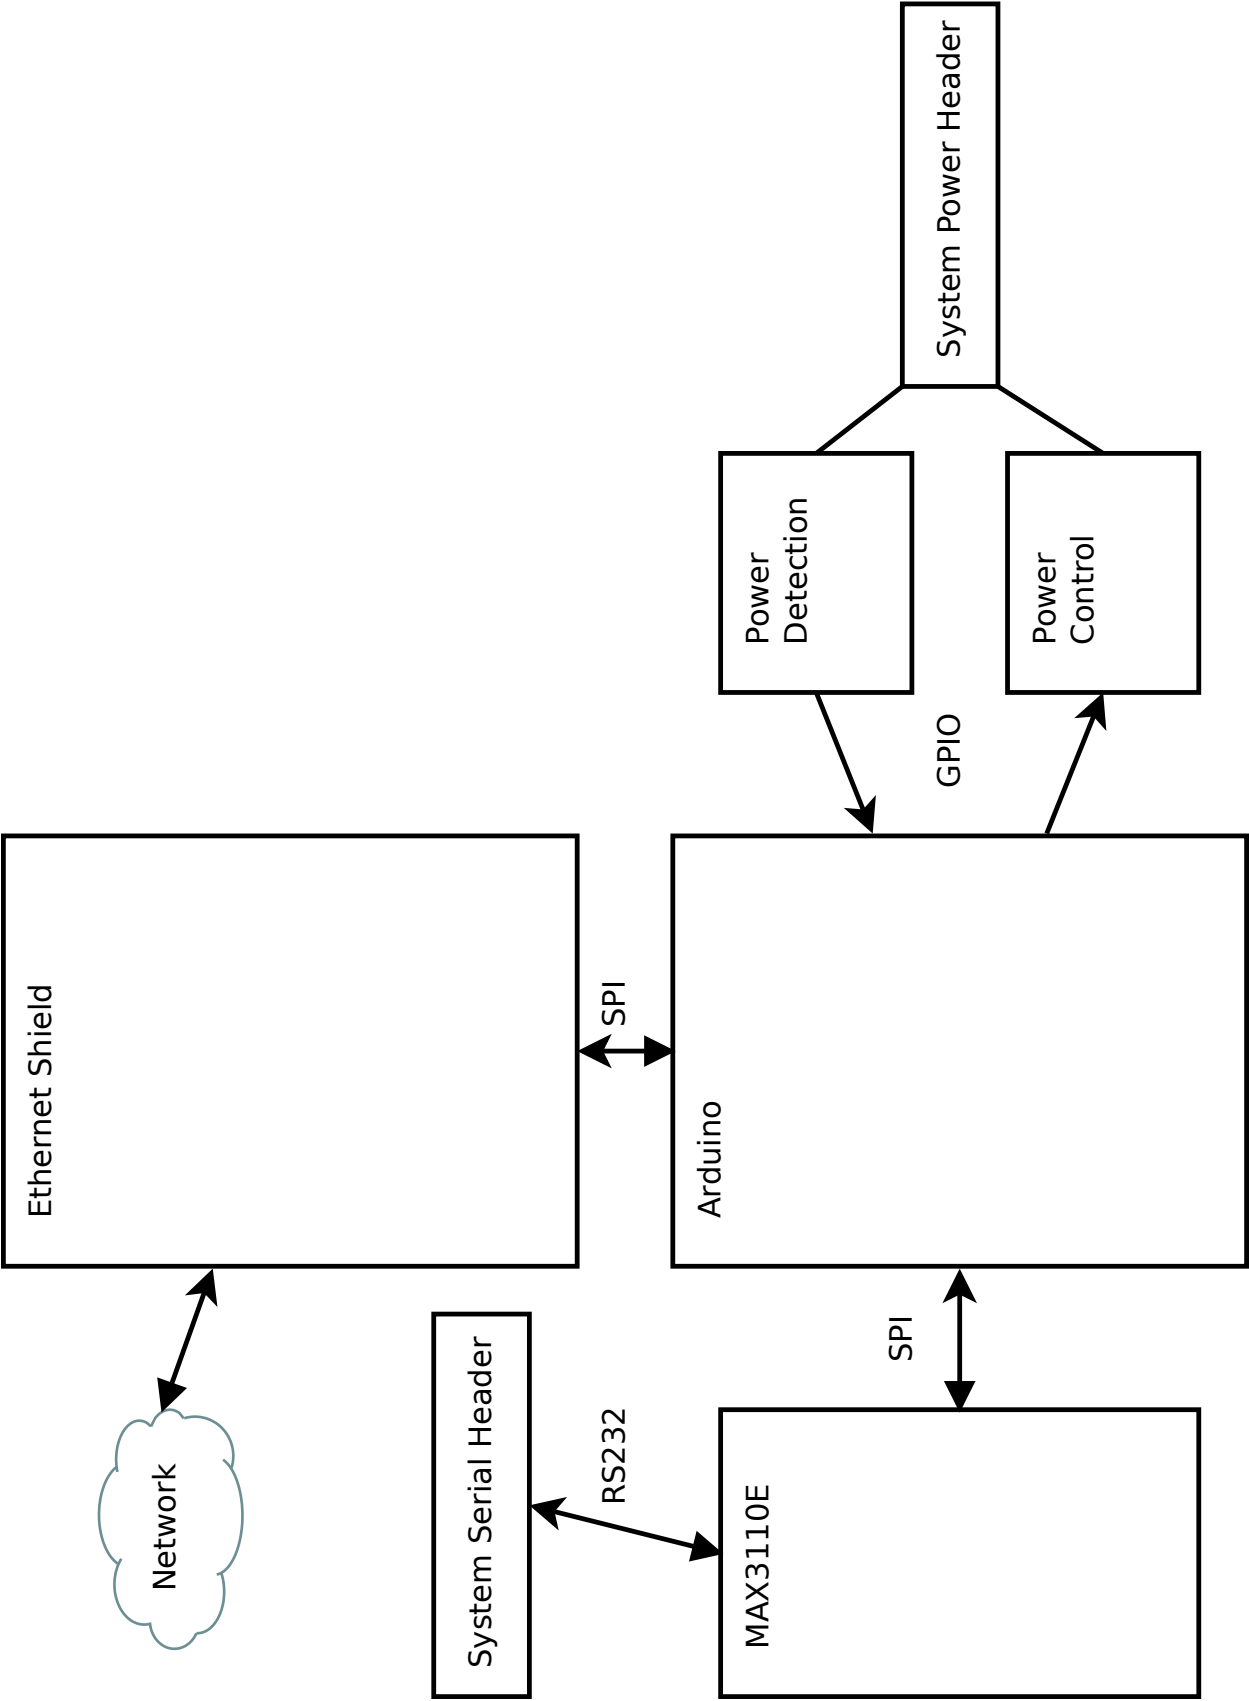 Network
Ethernet Shield
System Serial Header
RS232
SPI
MAX3110E
SPI
Arduino
GPIO
Power
Detection
Power
Control
System Power Header